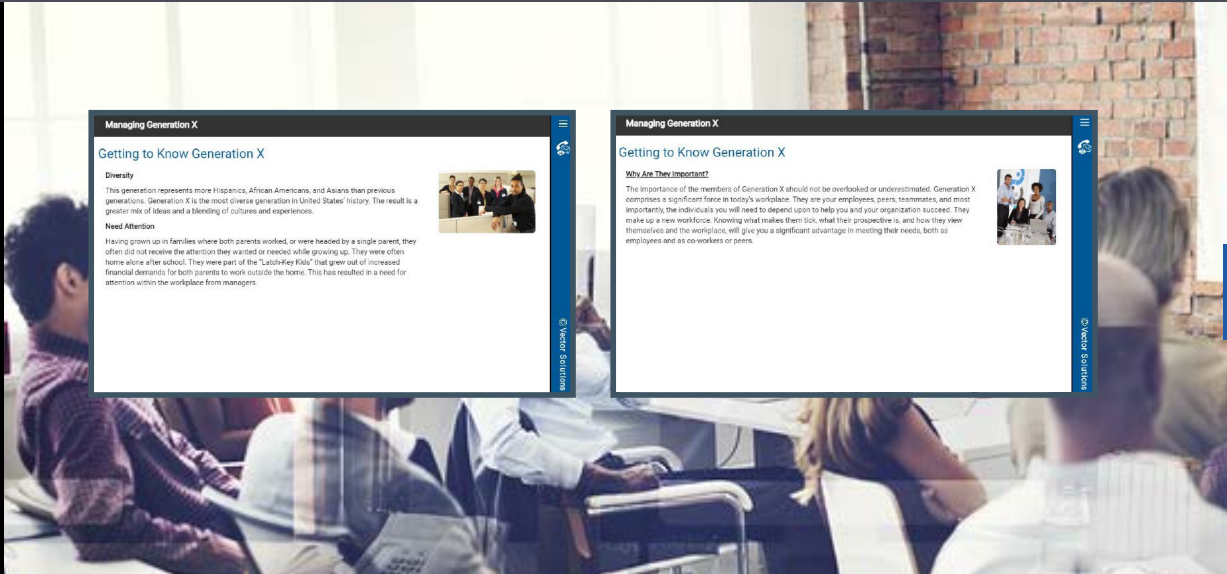 Managing Generation X
Getting to Know Generation X
Diversity
This generation represents more Hispanics, African Americans, and Asians than previous
generations. Generation X is the most diverse generation in United States' history. The result is a
greater mix of ideas and a blending of cultures and experiences.
Need Attention
Having grown up in families where both parents worked, or were headed by a single parent, they
often did not receive the attention they wanted or needed while growing up. They were often
home alone after school. They were part of the "Latch-Key Kids" that grew out of increased
financial demands for both parents to work outside the home. This has resulted in a need for
attention within the workplace from managers.
© Vector Solutions
Managing Generation X
Getting to Know Generation X
Why Are They Important?
The importance of the members of Generation X should not be overlooked or underestimated. Generation X
comprises a significant force in today's workplace. They are your employees, peers, teammates, and most
importantly, the individuals you will need to depend upon to help you and your organization succeed. They
make up a new workforce. Knowing what makes them tick, what their prospective is, and how they view
themselves and the workplace, will give you a significant advantage in meeting their needs, both as
employees and as co-workers or peers.
© Vector Solutions